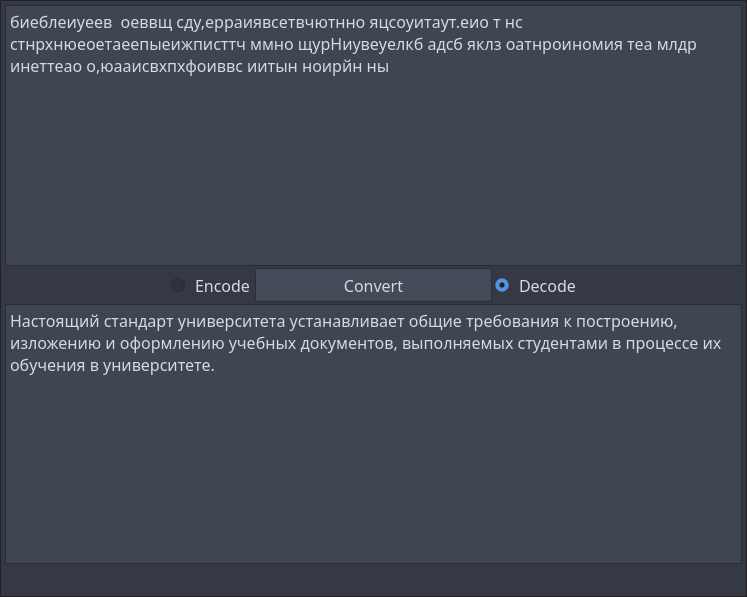 биеблеиуеев  оеввщ сду,ерраиявсетвчютнно яцсоуитаут.еио т нс
стнрхнюеоетаеепыеижписттч ммно щурНиувеуелкб адсб яклз оатнроиномия теа млдр
инеттеао о,юааисвхпхфоиввс иитын ноирйн ны
Encode Convert Decode
Настоящий стандарт университета устанавливает общие требования к построению,
изложению и оформлению учебных документов, выполняемых студентами в процессе их
обучения в университете.